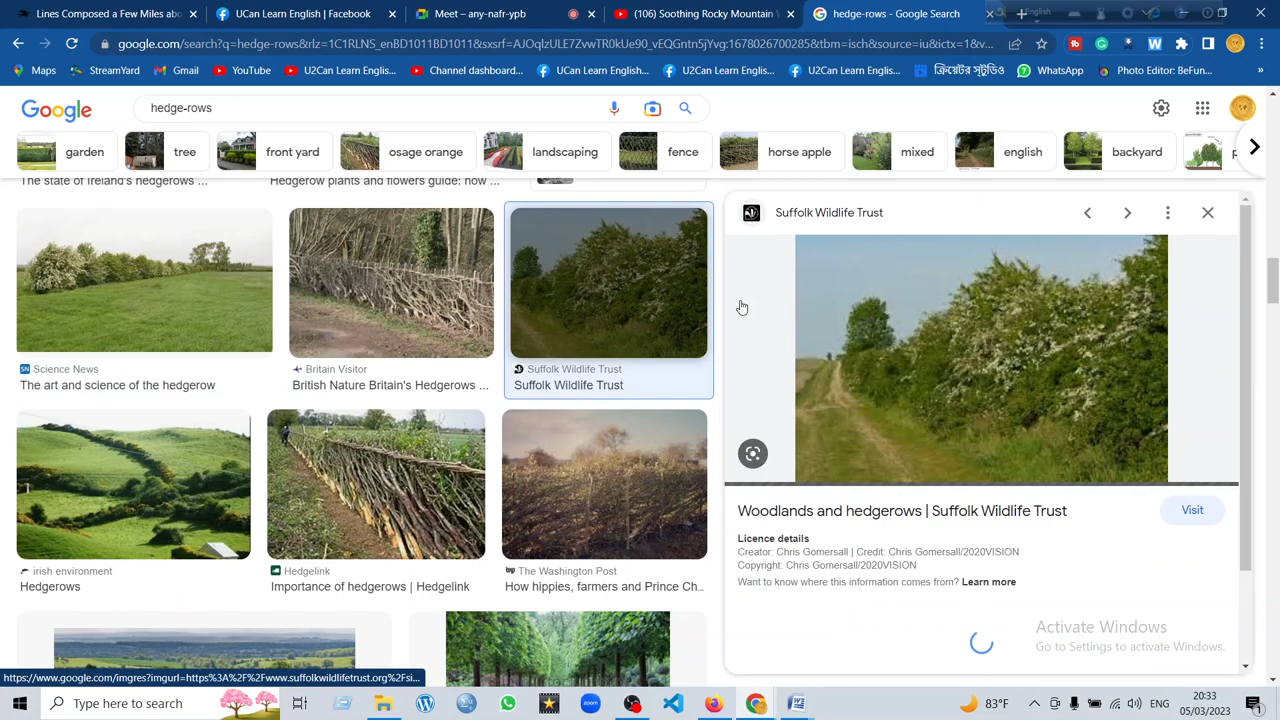 Lines Composed a Few Miles abo
UCan Learn English | Facebook
Meet – any-nortwf
(106) Soothing Rain Mountain W
hedge-rows - Google Search
English
google.com/search?q=hedge-rows&rlz=1C1RLNS_enBD1011BD1011&sxsrf=AJOqlzULE7ZvwTR0kUe90_vEQGntn5jYvg:1678026700285&tbm=isch&source=iu&ictx=1&v...
Maps
StreamYard
Gmail
YouTube
U2Can Learn Englis...
Channel dashboard...
UCan Learn English...
U2Can Learn Englis...
U2Can Learn Englis...
ক্রিয়েটর স্টুডিও
WhatsApp
Photo Editor: BeFun...
Google
hedge-rows
garden
tree
front yard
osage orange
landscaping
fence
horse apple
mixed
english
backyard
The state of Ireland's hedgerows ...
Hedgerow plants and flowers guide: how ...
Suffolk Wildlife Trust
Science News
The art and science of the hedgerow
Britain Visitor
British Nature Britain's Hedgerows ...
Suffolk Wildlife Trust
Suffolk Wildlife Trust
Woodlands and hedgerows | Suffolk Wildlife Trust
Visit
Licence details
Creator: Chris Gomersall | Credit: Chris Gomersall/2020VISION
Copyright: Chris Gomersall/2020VISION
Want to know where this information comes from? Learn more
irish environment
Hedgerows
Hedgelink
Importance of hedgerows | Hedgelink
The Washington Post
How hippies, farmers and Prince Ch...
Activate Windows
Go to Settings to activate Windows.
https://www.google.com/imgres?imgurl=https%3A%2F%2Fwww.suffolkwildlifetrust.org%2Fsi...
Type here to search
83°F
ENG
20:33
05/03/2023
1